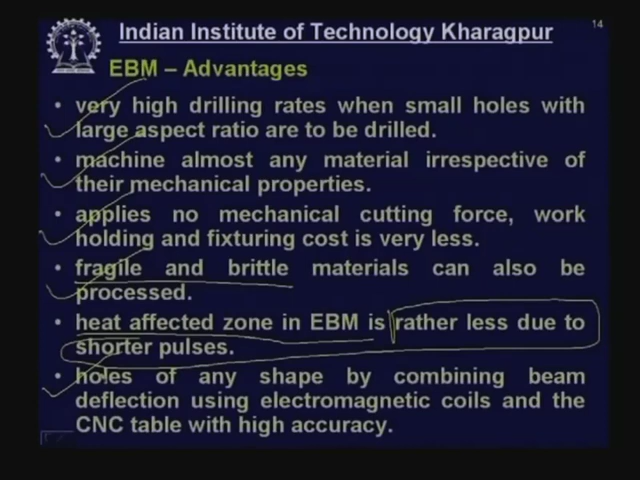 14
Indian Institute of Technology Kharagpur
EBM – Advantages
• very high drilling rates when small holes with
large aspect ratio are to be drilled.
• machine almost any material irrespective of
their mechanical properties.
• applies no mechanical cutting force, work
holding and fixturing cost is very less.
• fragile and brittle materials can also be
processed.
• heat affected zone in EBM is rather less due to
shorter pulses.
• holes of any shape by combining beam
deflection using electromagnetic coils and the
CNC table with high accuracy.